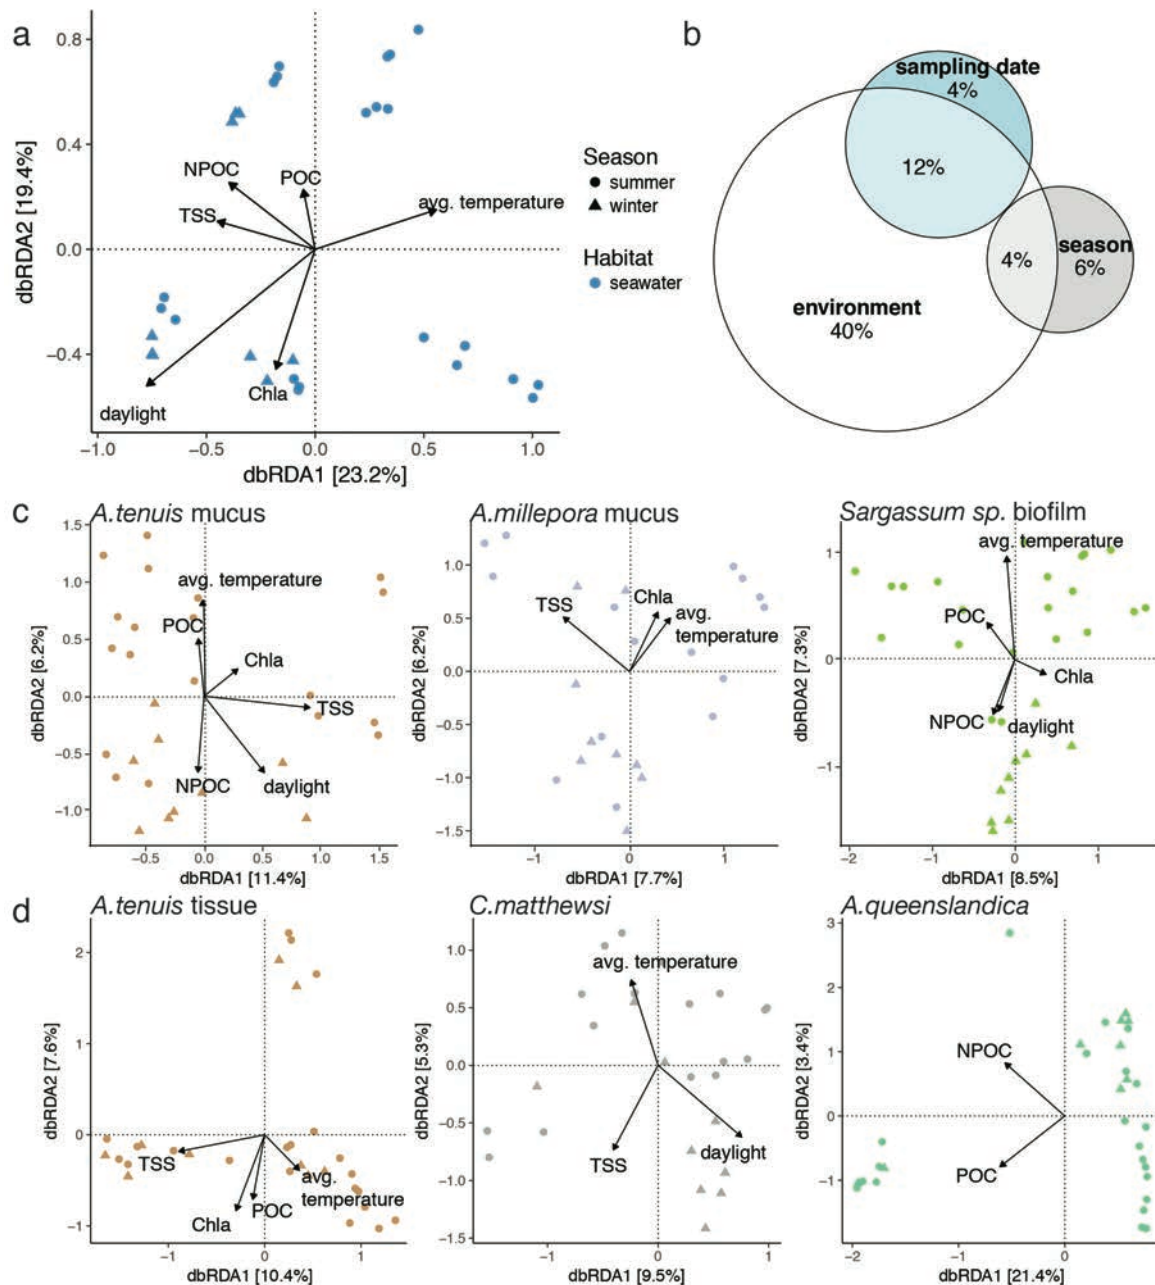 a
0.8
0.4
0.0
−0.4
−1.0
−0.5
0.0
0.5
1.0
dbRDA2 [19.4%]
dbRDA1 [23.2%]
NPOC
POC
TSS
avg. temperature
Chla
daylight
Season
summer
winter
Habitat
seawater
b
sampling date
4%
12%
4%
season
6%
environment
40%
c
A.tenuis mucus
1.5
1.0
0.5
0.0
−0.5
−1.0
−0.5
0.0
0.5
1.0
1.5
dbRDA2 [6.2%]
dbRDA1 [11.4%]
avg. temperature
POC
Chla
TSS
NPOC
daylight
A.millepora mucus
1.0
0.5
0.0
−0.5
−1.0
−1.5
−1
0
1
dbRDA2 [6.2%]
dbRDA1 [7.7%]
TSS
Chla
avg.
temperature
Sargassum sp. biofilm
1
0
−1
−2
−1
0
1
dbRDA2 [7.3%]
dbRDA1 [8.5%]
avg. temperature
POC
Chla
NPOC
daylight
d
A.tenuis tissue
2
1
0
−1
−1
0
1
dbRDA2 [7.6%]
dbRDA1 [10.4%]
TSS
avg.
temperature
Chla
POC
C.matthewsi
1.0
0.5
0.0
−0.5
−1.0
−1.5
−1
0
1
dbRDA2 [5.3%]
dbRDA1 [9.5%]
avg. temperature
TSS
daylight
A.queenslandica
3
2
1
0
−1
−2
−1
0
1
dbRDA2 [3.4%]
dbRDA1 [21.4%]
NPOC
POC